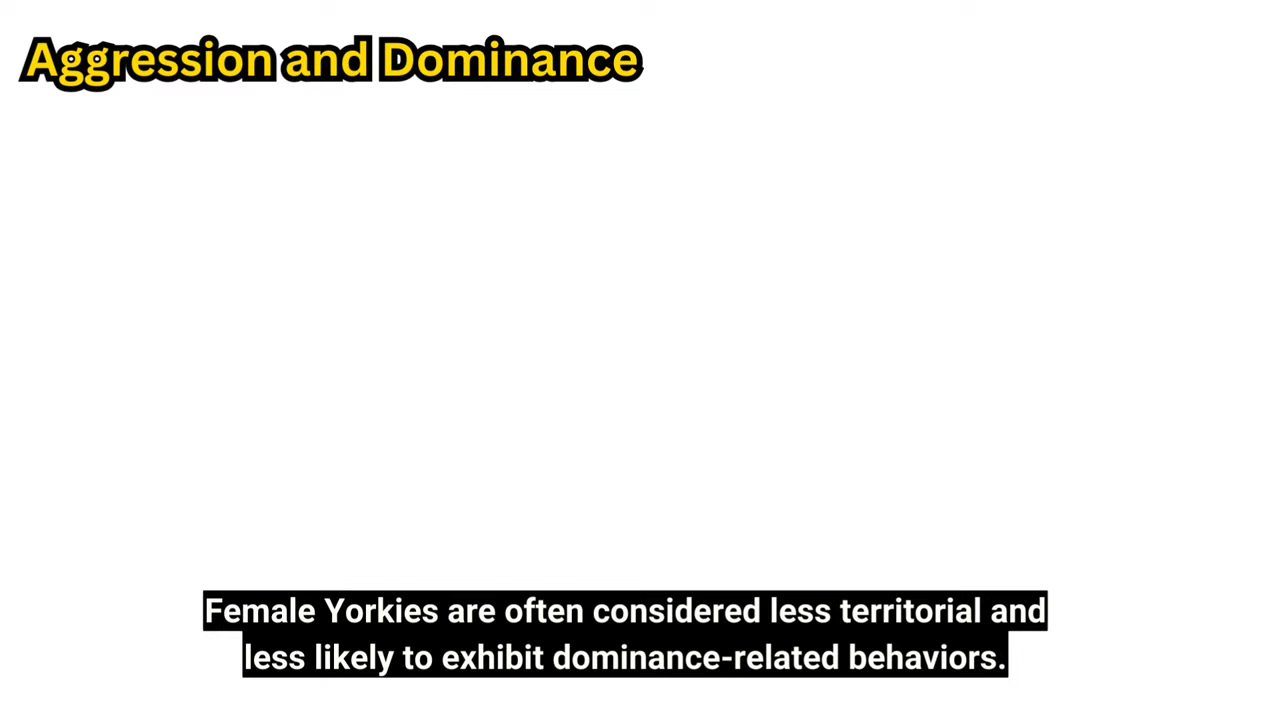 Aggression and Dominance
Female Yorkies are often considered less territorial and
less likely to exhibit dominance-related behaviors.